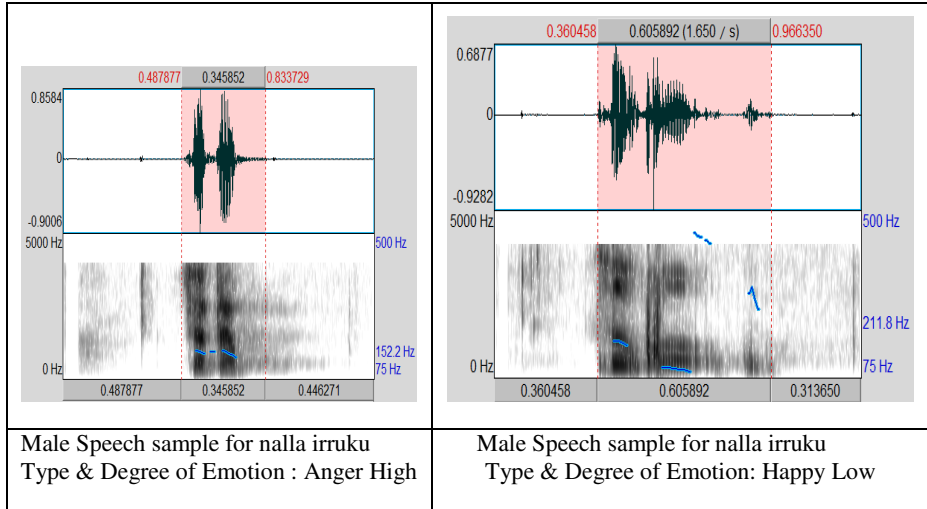 0.487877 0.345852 0.833729
0.8584
0
-0.9006
5000 Hz 500 Hz
152.2 Hz
0 Hz 75 Hz
0.487877 0.345852 0.446271
Male Speech sample for nalla irruku
Type & Degree of Emotion : Anger High
0.360458 0.605892 (1.650 / s) 0.966350
0.6877
0
-0.9282
5000 Hz 500 Hz
211.8 Hz
0 Hz 75 Hz
0.360458 0.605892 0.313650
Male Speech sample for nalla irruku
Type & Degree of Emotion: Happy Low